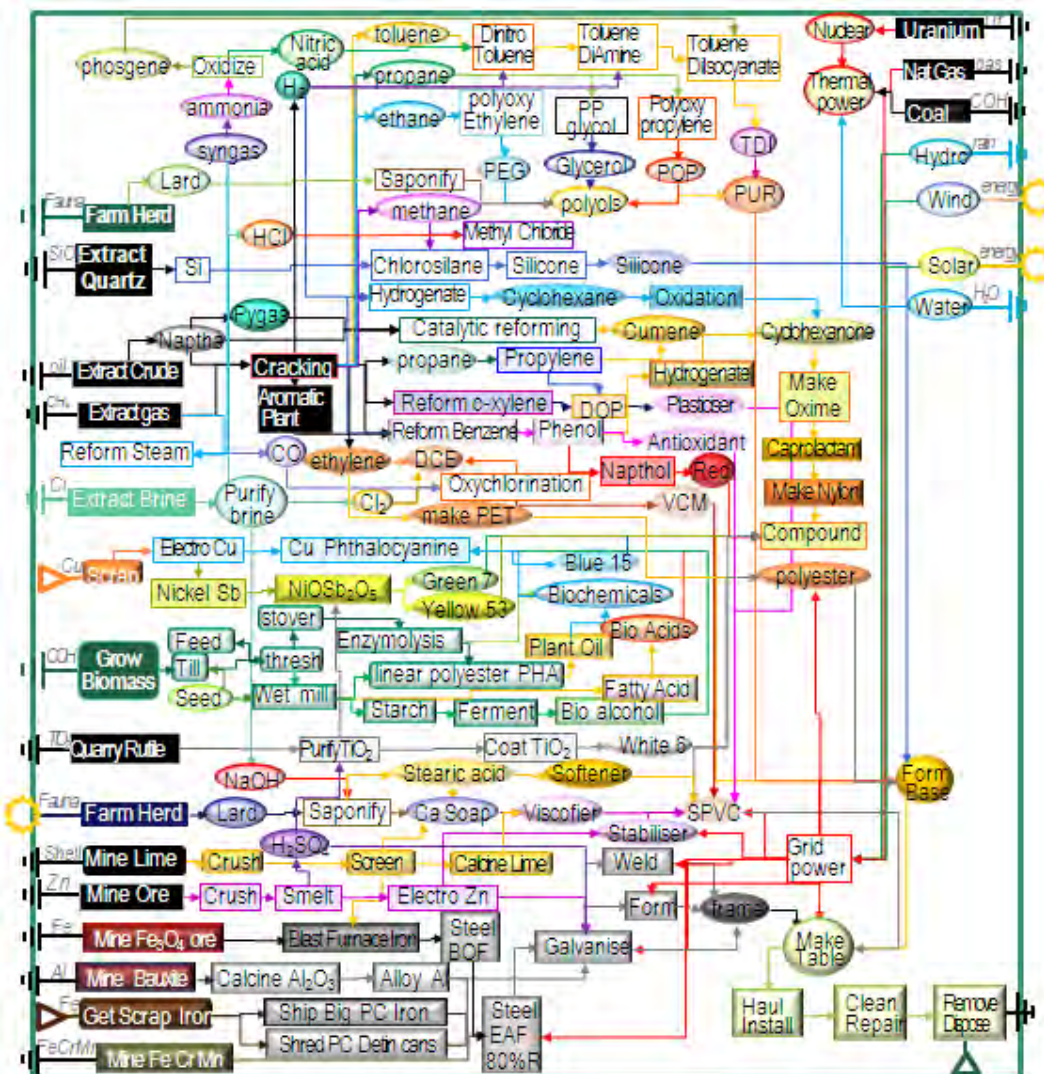 toluene
Nitric
acid
Dintro
Toluene
Toluene
DiAmine
Toluene
Diisocyanate
Nuclear
Uranium
phosgene
Oxidize
H₂
propane
Thermal
power
Nat Gas
gas
Coal
COH
ammonia
ethane
polyoxy
Ethylene
PP
glycol
Polyoxy
propylene
syngas
TDI
Hydro
rain
Lard
Saponify
PEG
Glycerol
POP
PUR
Wind
energy
Fauna
Farm Herd
methane
polyols
HCl
Methyl Chloride
SiO
Extract
Quartz
Si
Chlorosilane
Silicone
Silicone
Solar
energy
Hydrogenate
Cyclohexane
Oxidation
Water
H₂O
Pygas
Naptha
Catalytic reforming
Cumene
Cyclohexanone
oil
Extract Crude
Cracking
propane
Propylene
Hydrogenate
Make
Oxime
CH₄
Extract gas
Aromatic
Plant
Reform o-xylene
DOP
Plasticiser
Reform Benzene
Phenol
Antioxidant
Caprolactam
Reform Steam
CO
ethylene
DCE
Napthol
Red
Make Nylon
Cl
Extract Brine
Purify
brine
Cl₂
Oxychlorination
VCM
make PET
Compound
Electro Cu
Cu Phthalocyanine
Blue 15
polyester
Cu
Scrap
Nickel Sb
NiOSb₂O₅
Green 7
Yellow 53
Biochemicals
stover
Enzymolysis
Plant Oil
Bio Acids
COH
Grow
Biomass
Feed
Till
Seed
thresh
Wet mill
linear polyester PHA
Fatty Acid
Starch
Ferment
Bio alcohol
TO₂
Quarry Rutile
PurifyTiO₂
Coat TiO₂
White 6
NaOH
Stearic acid
Softener
Form
Base
Fauna
Farm Herd
Lard
Saponify
Ca Soap
Viscofier
SPVC
H₂SO₂
Stabiliser
Shell
Mine Lime
Crush
Screen
Calcine Lime
Weld
Grid
power
Zn
Mine Ore
Crush
Smelt
Electro Zn
Form
frame
Fe
Mine Fe₃O₄ ore
Blast Furnace Iron
Steel
BOF
Galvanise
Make
Table
Al
Mine Bauxite
Calcine Al₂O₃
Alloy Al
Fe
Get Scrap Iron
Ship Big PC Iron
Shred PC Detin cans
Steel
EAF
80%R
Haul
Install
Clean
Repair
Remove
Dispose
FeCrMn
Mine Fe Cr Mn